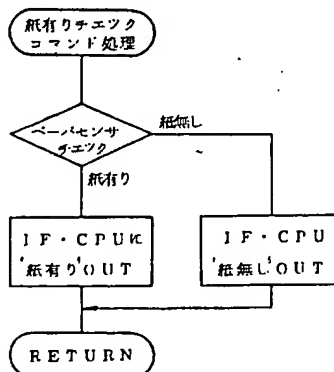 紙有りチエツク
コマンド処理
ペーパセンサ
チエツク
紙無し
紙有り
IF・CPUに
'紙有り'OUT
IF・CPU
'紙無し'OUT
RETURN